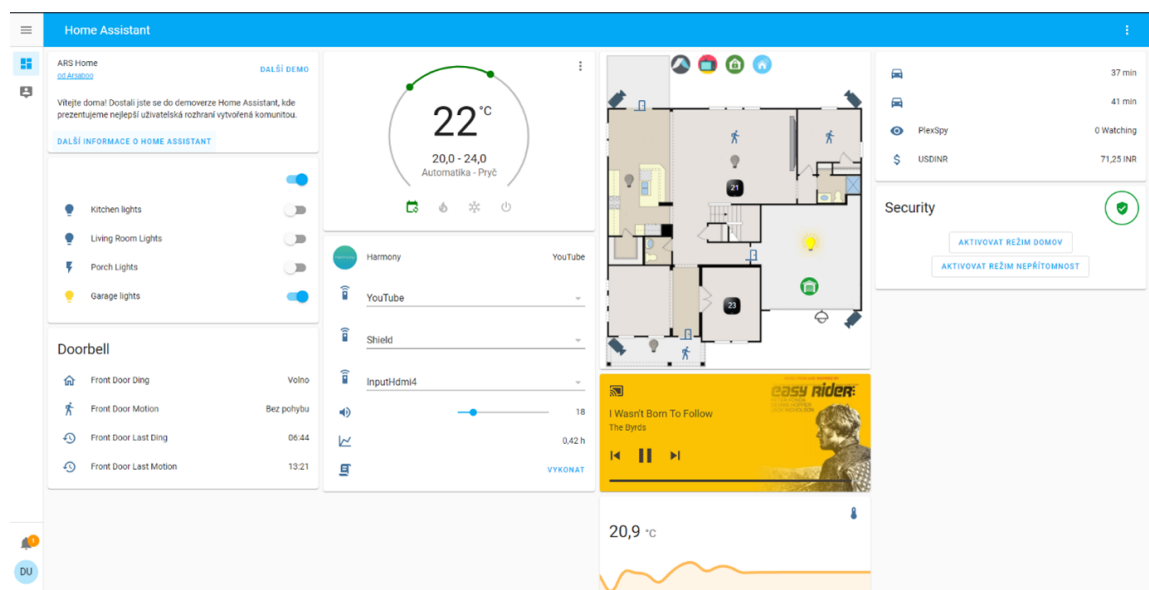 Home Assistant
ARS Home
od Arsaboo
DALŠÍ DEMO
Vítejte doma! Dostali jste se do demoverze Home Assistant, kde
prezentujeme nejlepší uživatelská rozhraní vytvořená komunitou.
DALŠÍ INFORMACE O HOME ASSISTANT
Kitchen lights
Living Room Lights
Porch Lights
Garage lights
Doorbell
Front Door Ding
Volno
Front Door Motion
Bez pohybu
Front Door Last Ding
06:44
Front Door Last Motion
13:21
1
DU
22 °C
20,0 - 24,0
Automatika - Pryč
Harmony
YouTube
YouTube
Shield
InputHdmi4
18
0,42 h
VYKONAT
21
23
easy rider
I Wasn't Born To Follow
The Byrds
20,9 °C
37 min
41 min
PlexSpy
0 Watching
USDINR
71,25 INR
Security
AKTIVOVAT REŽIM DOMOV
AKTIVOVAT REŽIM NEPŘÍTOMNOST